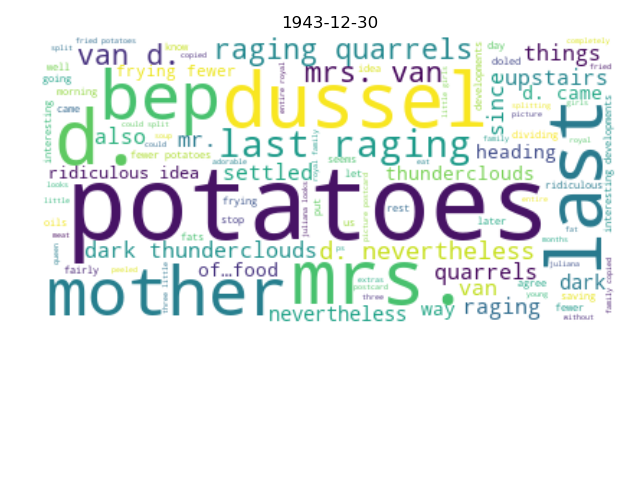 1943-12-30
fried potatoes
split
van d.
know
copied
raging quarrels
day
completely
things
fried
well
going
frying fewer
mrs. van
idea
doled
upstairs
morning
bep
dussel
entire royal
little girls
developments
since
d. came
splitting
girls
picture
came
could split
d.
also
mr.
last raging
family
dividing
royal
interesting
could
soup
fewer potatoes
adorable
royal family
seems
eat
heading
last
interesting developments
ridiculous idea
settled
let
thunderclouds
ridiculous
looks
little
potatoes
frying
juliana looks
put
us
picture postcard
rest
entire
stop
later
oils
fat
meat
fats
months
queen
dark thunderclouds
d. nevertheless
pa
fairly
peeled
of...food
quarrels
juliana
family copied
mother
three little
mrs.
extras
postcard
three
van
agree
young
dark
saving
nevertheless
way
raging
fewer
without